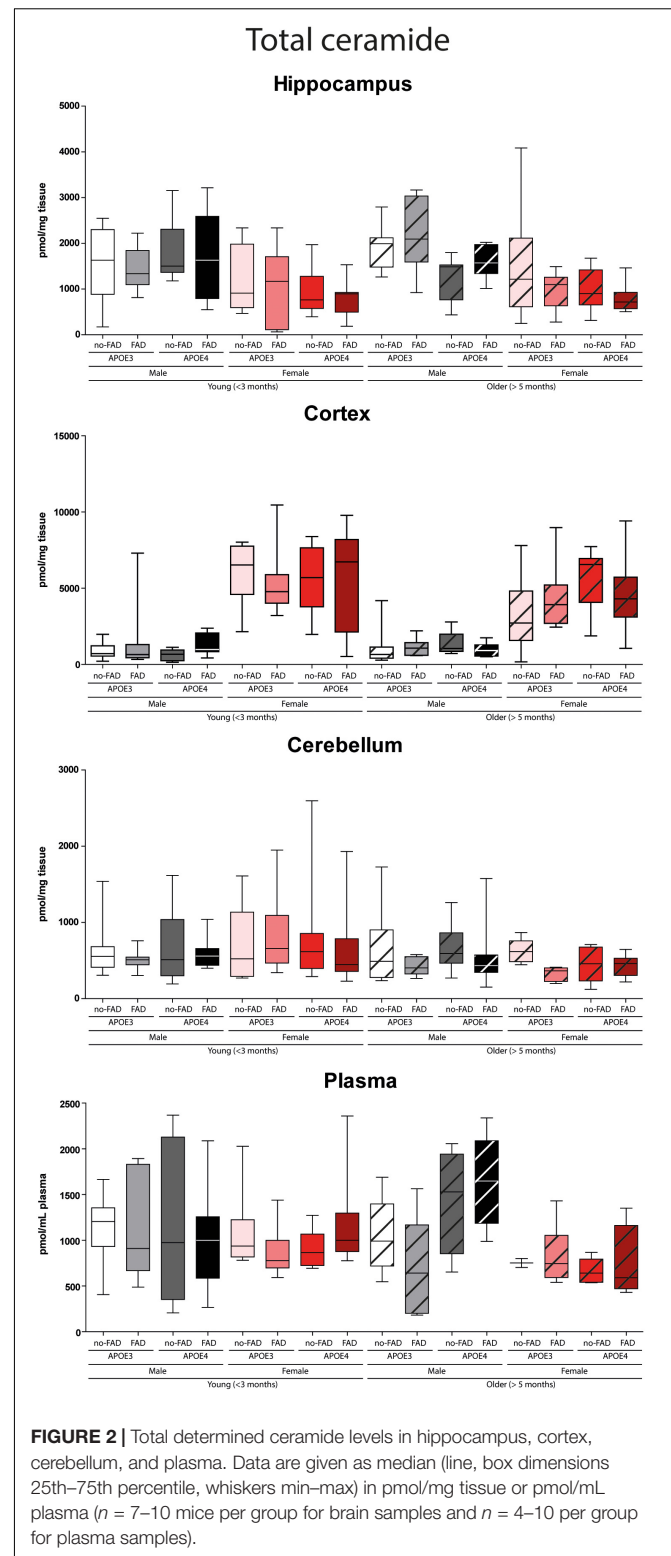 Total ceramide
Hippocampus
5000
4000
3000
2000
1000
0
pmol/mg tissue
no-FAD FAD no-FAD FAD no-FAD FAD no-FAD FAD no-FAD FAD no-FAD FAD no-FAD FAD no-FAD FAD
APOE3 APOE4 APOE3 APOE4 APOE3 APOE4 APOE3 APOE4
Male Female Male Female
Young (<3 months) Older (> 5 months)
Cortex
15000
10000
5000
0
pmol/mg tissue
no-FAD FAD no-FAD FAD no-FAD FAD no-FAD FAD no-FAD FAD no-FAD FAD no-FAD FAD no-FAD FAD
APOE3 APOE4 APOE3 APOE4 APOE3 APOE4 APOE3 APOE4
Male Female Male Female
Young (<3 months) Older (> 5 months)
Cerebellum
3000
2000
1000
0
pmol/mg tissue
no-FAD FAD no-FAD FAD no-FAD FAD no-FAD FAD no-FAD FAD no-FAD FAD no-FAD FAD no-FAD FAD
APOE3 APOE4 APOE3 APOE4 APOE3 APOE4 APOE3 APOE4
Male Female Male Female
Young (<3 months) Older (> 5 months)
Plasma
2500
2000
1500
1000
500
0
pmol/mL plasma
no-FAD FAD no-FAD FAD no-FAD FAD no-FAD FAD no-FAD FAD no-FAD FAD no-FAD FAD no-FAD FAD
APOE3 APOE4 APOE3 APOE4 APOE3 APOE4 APOE3 APOE4
Male Female Male Female
Young (<3 months) Older (> 5 months)
FIGURE 2 | Total determined ceramide levels in hippocampus, cortex,
cerebellum, and plasma. Data are given as median (line, box dimensions
25th–75th percentile, whiskers min–max) in pmol/mg tissue or pmol/mL
plasma (n = 7–10 mice per group for brain samples and n = 4–10 per group
for plasma samples).